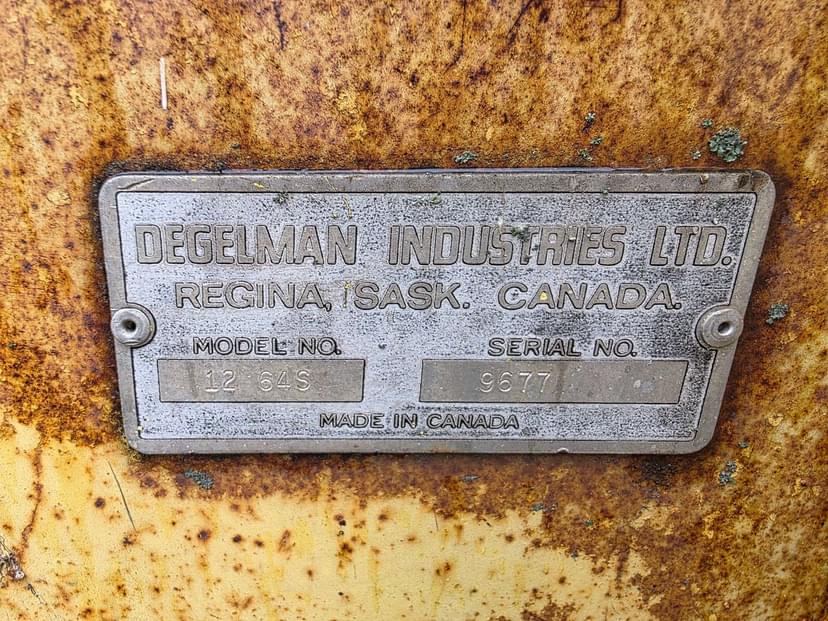 DEGELMAN INDUSTRIES LTD.
REGINA, SASK. CANADA.
MODEL NO. SERIAL NO.
12 64S 9677
MADE IN CANADA